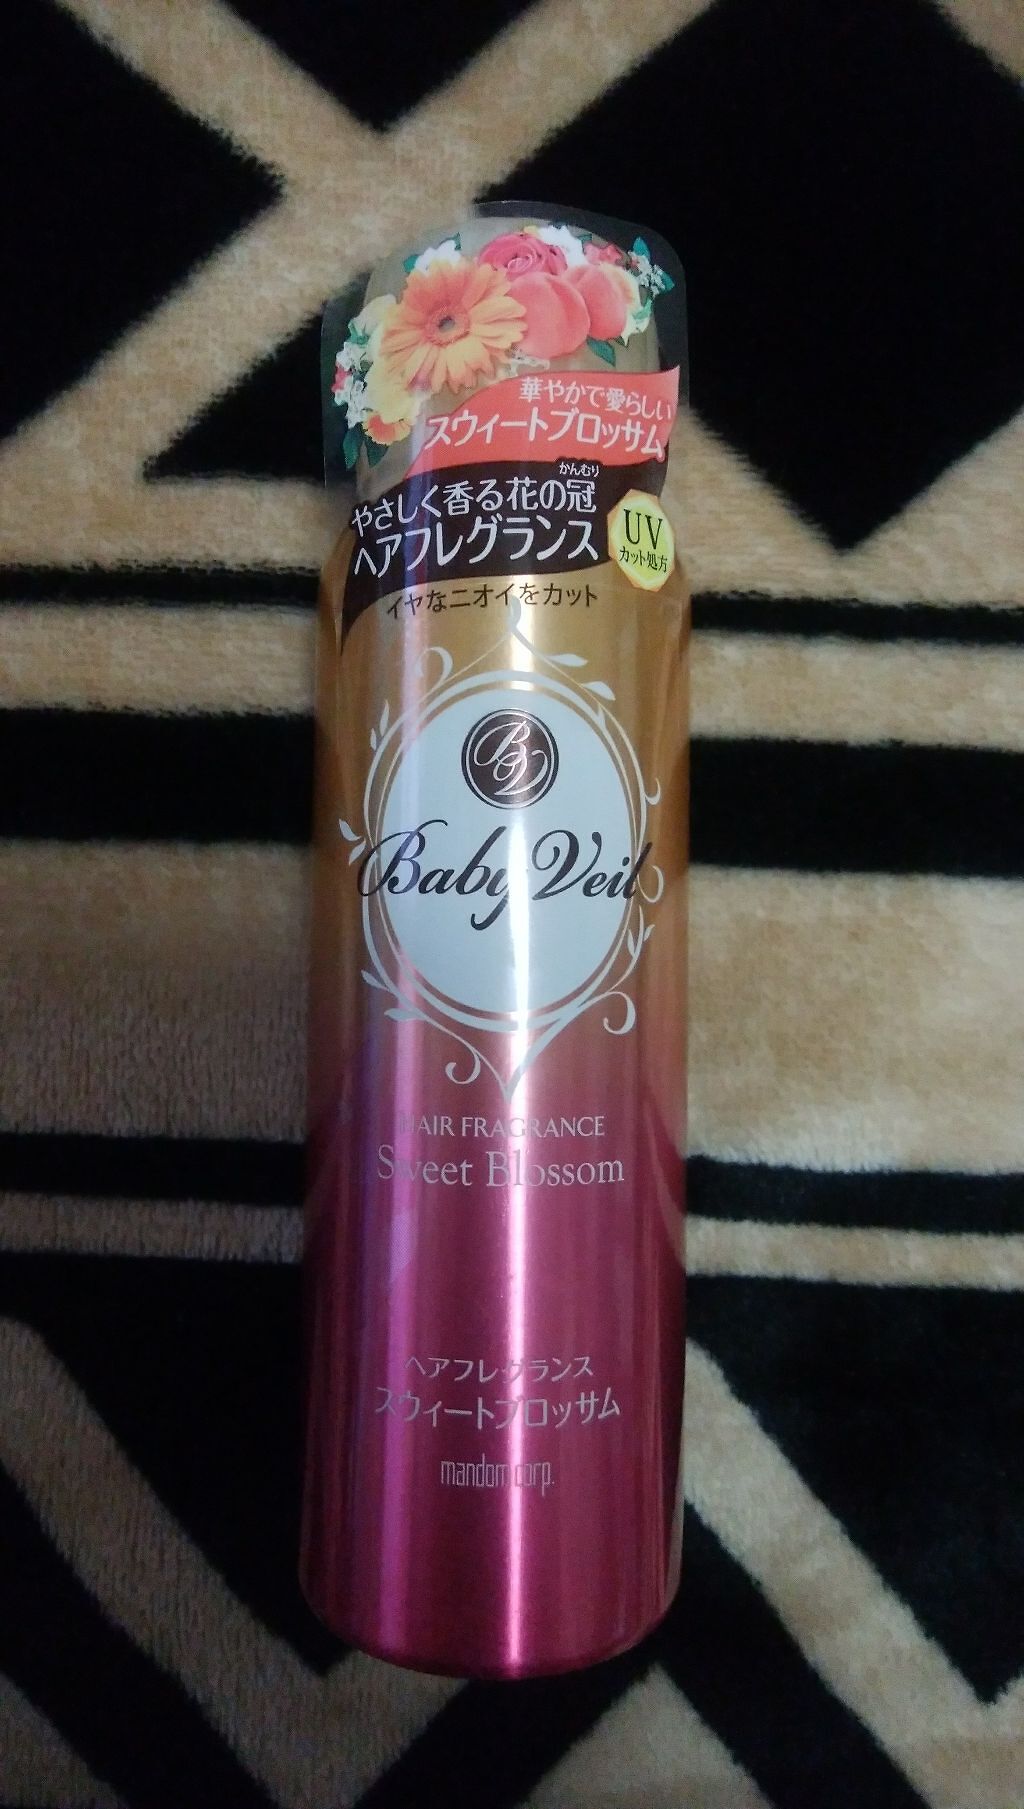 華やかで愛らしい
スウィートブロッサム
かんむり
やさしく香る花の冠
ヘアフレグランス
UV
カット処方
イヤなニオイをカット
BV
Baby Veil
HAIR FRAGRANCE
Sweet Blossom
ヘアフレグランス
スウィートブロッサム
mandom corp.